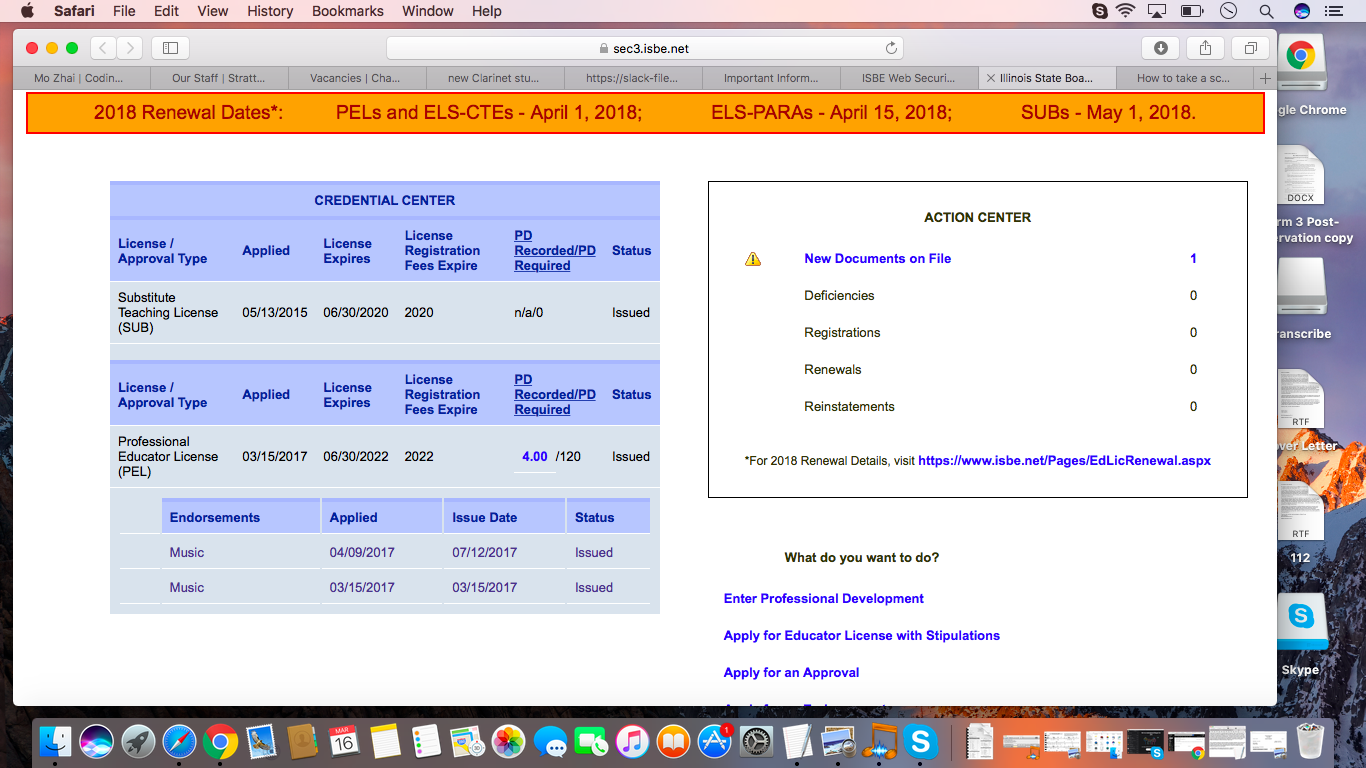 Safari File Edit View History Bookmarks Window Help
sec3.isbe.net
Mo Zhai | Codin... Our Staff | Stratt... Vacancies | Cha... new Clarinet stu... https://slack-file... Important Inform... ISBE Web Securi... Illinois State Boa... How to take a sc...
2018 Renewal Dates*: PELs and ELS-CTEs - April 1, 2018; ELS-PARAs - April 15, 2018; SUBs - May 1, 2018.
CREDENTIAL CENTER
License / Approval Type Applied License Expires License Registration Fees Expire PD Recorded/PD Required Status
Substitute Teaching License (SUB) 05/13/2015 06/30/2020 2020 n/a/0 Issued
License / Approval Type Applied License Expires License Registration Fees Expire PD Recorded/PD Required Status
Professional Educator License (PEL) 03/15/2017 06/30/2022 2022 4.00 /120 Issued
Endorsements Applied Issue Date Status
Music 04/09/2017 07/12/2017 Issued
Music 03/15/2017 03/15/2017 Issued
ACTION CENTER
New Documents on File 1
Deficiencies 0
Registrations 0
Renewals 0
Reinstatements 0
*For 2018 Renewal Details, visit https://www.isbe.net/Pages/EdLicRenewal.aspx
What do you want to do?
Enter Professional Development
Apply for Educator License with Stipulations
Apply for an Approval
gle Chrome
DOCX
rm 3 Post-
rvation copy
anscribe
RTF
ver Letter
RTF
112
Skype
MAR
16
1